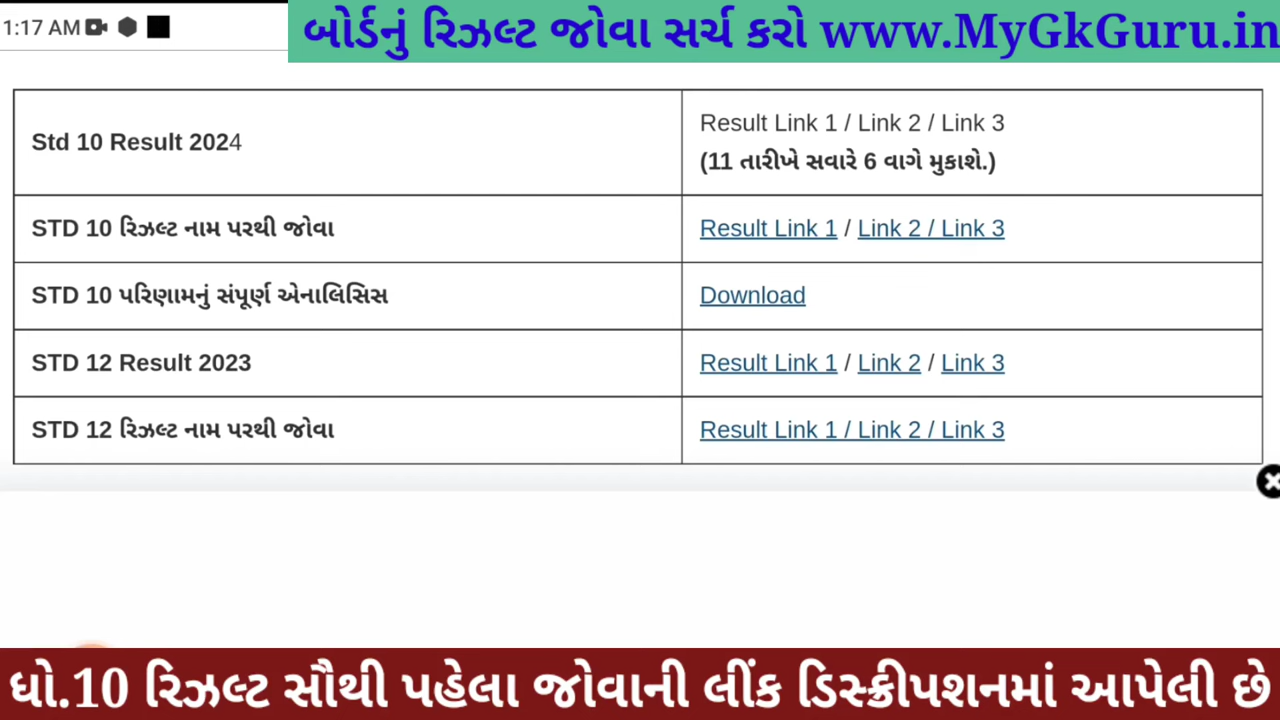 1:17 AM
બોર્ડનું રિઝલ્ટ જોવા સર્ચ કરો www.MyGkGuru.in
Std 10 Result 2024
Result Link 1 / Link 2 / Link 3
(11 તારીખે સવારે 6 વાગે મુકાશે.)
STD 10 રિઝલ્ટ નામ પરથી જોવા
Result Link 1 / Link 2 / Link 3
STD 10 પરિણામનું સંપૂર્ણ એનાલિસિસ
Download
STD 12 Result 2023
Result Link 1 / Link 2 / Link 3
STD 12 રિઝલ્ટ નામ પરથી જોવા
Result Link 1 / Link 2 / Link 3
ધો.10 રિઝલ્ટ સૌથી પહેલા જોવાની લીંક ડિસ્ક્રીપશનમાં આપેલી છે